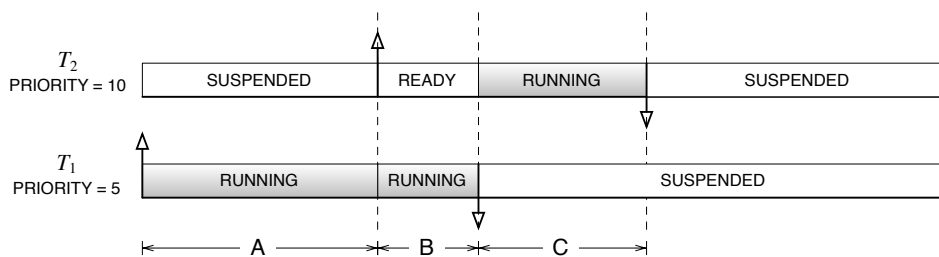 T2
SUSPENDED READY RUNNING SUSPENDED
PRIORITY = 10
T1
RUNNING RUNNING SUSPENDED
PRIORITY = 5
A B C